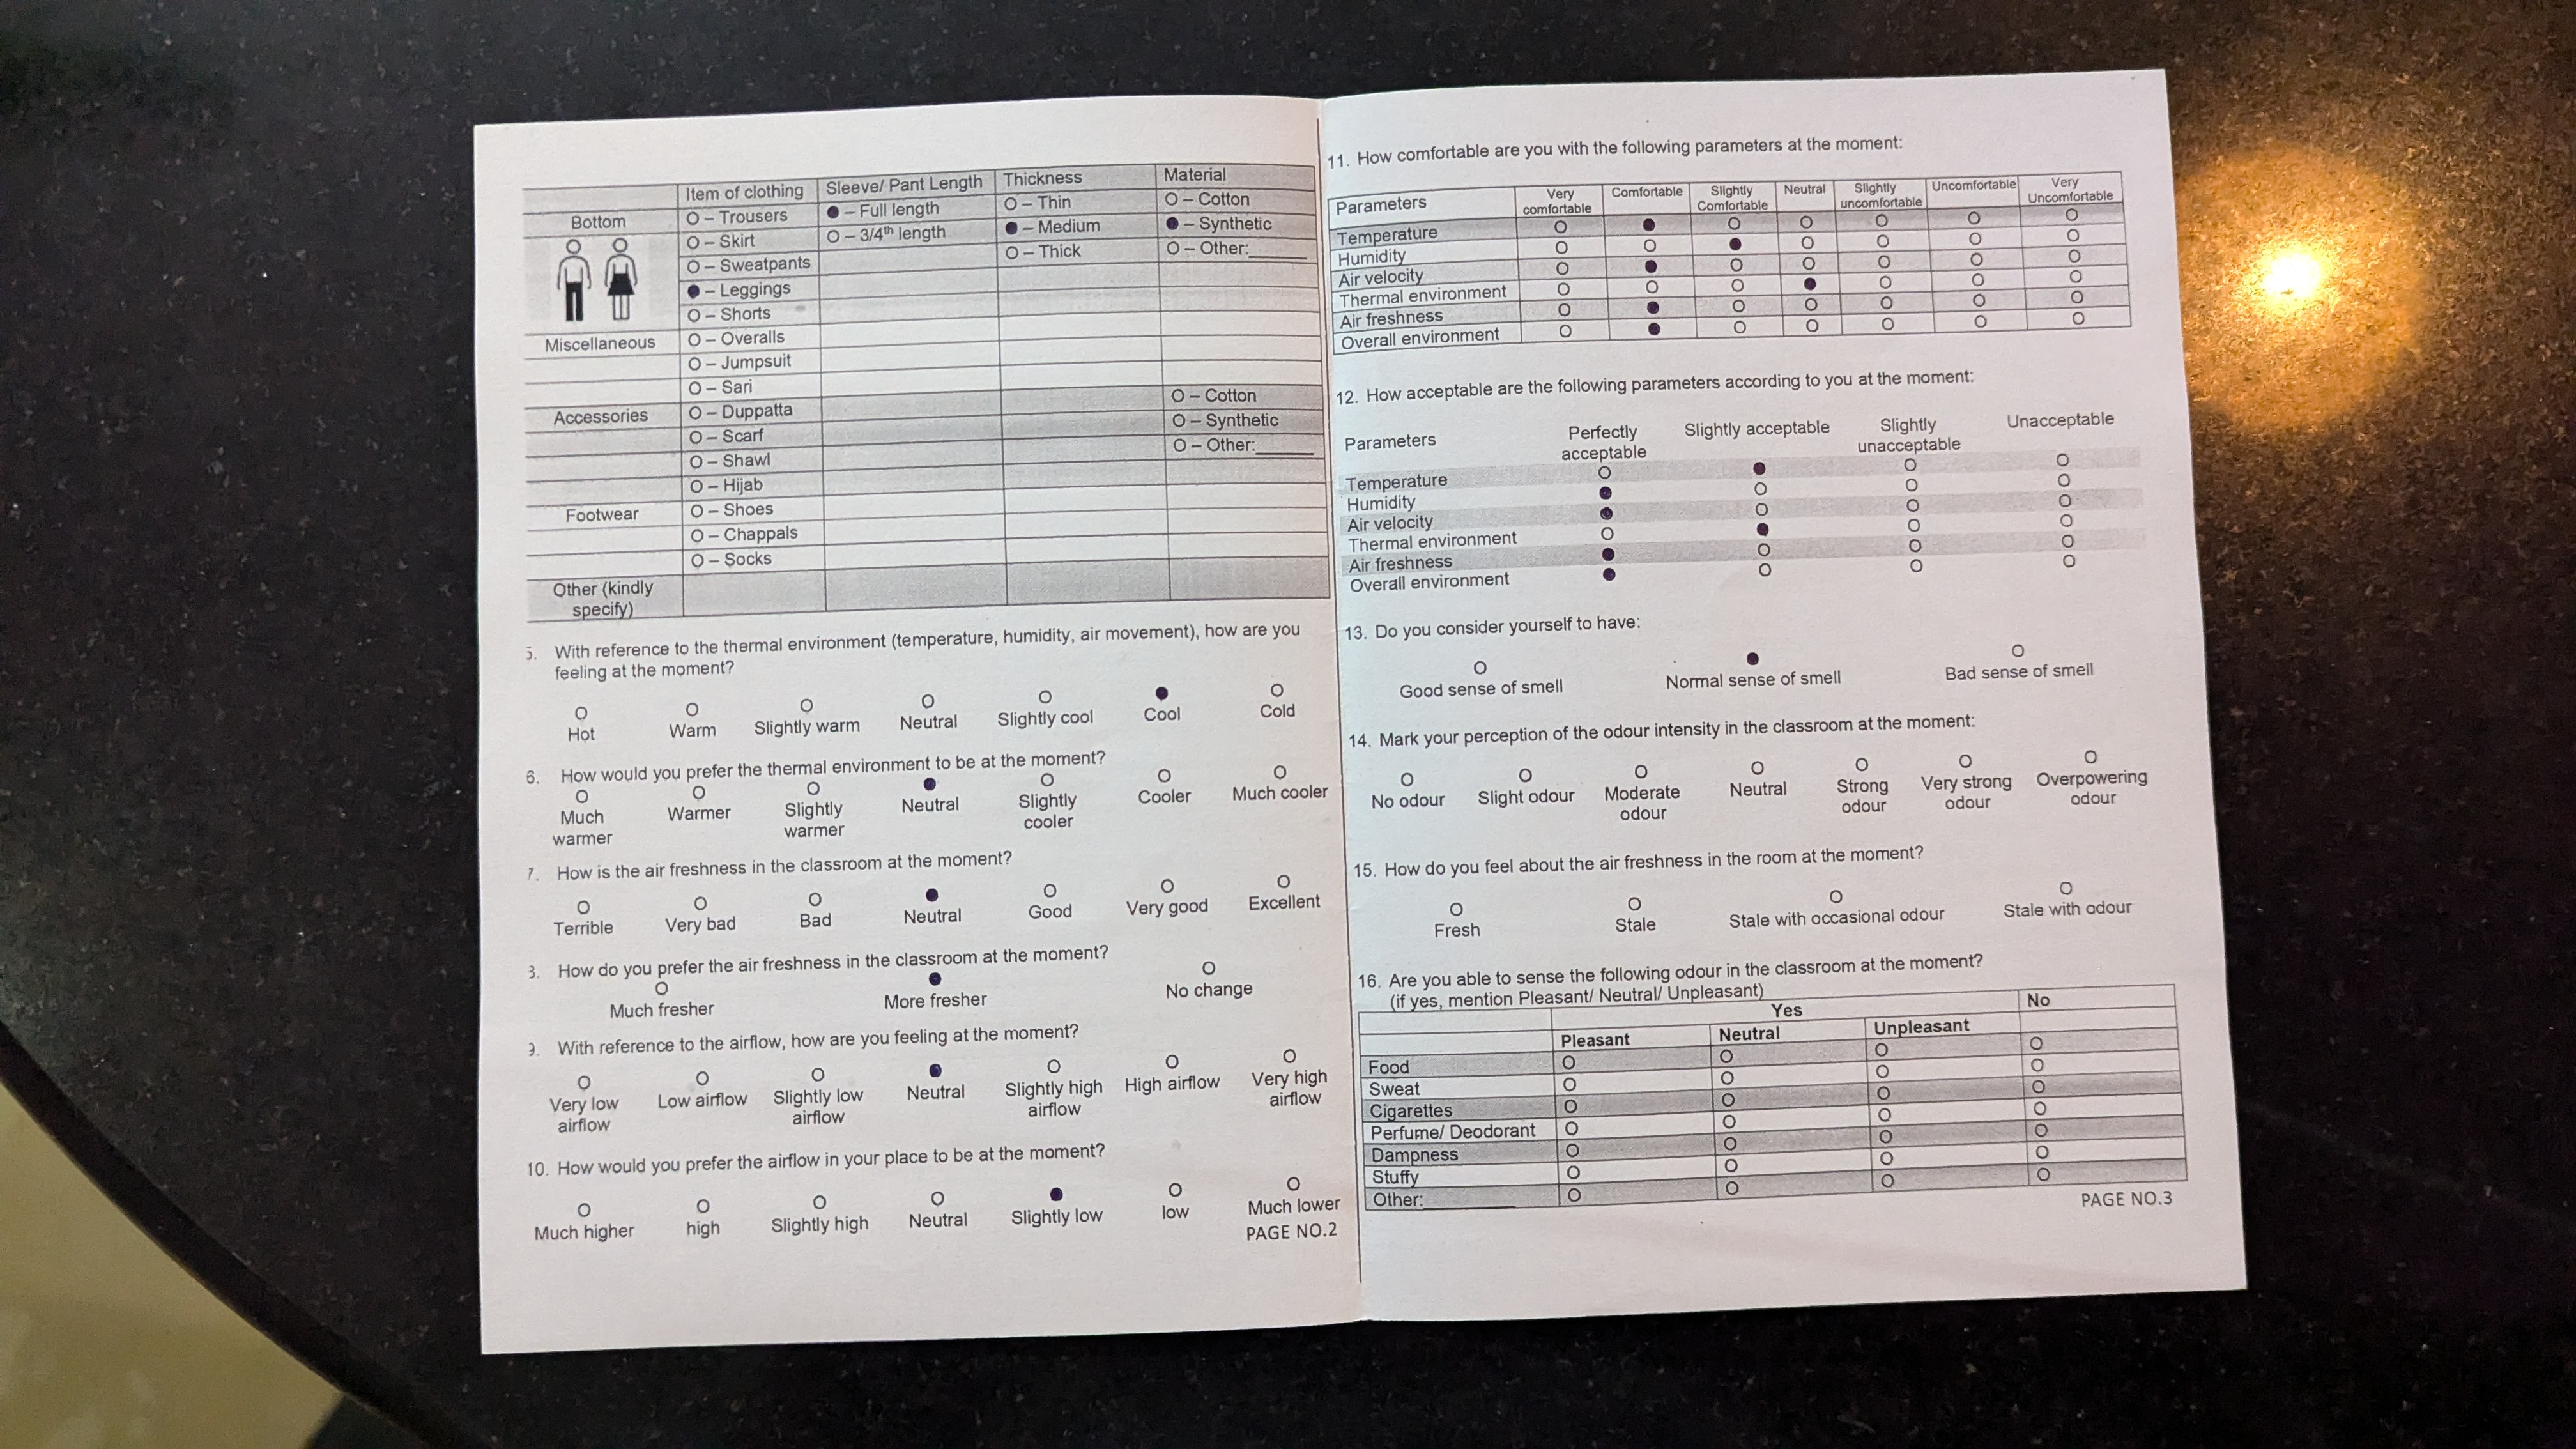 Item of clothing Sleeve/ Pant Length Thickness Material
Bottom O – Trousers ● – Full length O – Thin O – Cotton
O – Skirt O – 3/4th length ● – Medium ● – Synthetic
O – Sweatpants O – Thick O – Other:______
● – Leggings
O – Shorts
Miscellaneous O – Overalls
O – Jumpsuit
O – Sari
Accessories O – Duppatta O – Cotton
O – Scarf O – Synthetic
O – Shawl O – Other:______
O – Hijab
Footwear O – Shoes
O – Chappals
O – Socks
Other (kindly
specify)
5. With reference to the thermal environment (temperature, humidity, air movement), how are you
feeling at the moment?
O O O O O ● O
Hot Warm Slightly warm Neutral Slightly cool Cool Cold
6. How would you prefer the thermal environment to be at the moment?
O O O ● O O O
Much Warmer Slightly Neutral Slightly Cooler Much cooler
warmer warmer cooler
7. How is the air freshness in the classroom at the moment?
O O O ● O O O
Terrible Very bad Bad Neutral Good Very good Excellent
3. How do you prefer the air freshness in the classroom at the moment?
O ● O
Much fresher More fresher No change
9. With reference to the airflow, how are you feeling at the moment?
O O O ● O O O
Very low Low airflow Slightly low Neutral Slightly high High airflow Very high
airflow airflow airflow airflow
10. How would you prefer the airflow in your place to be at the moment?
O O O O ● O O
Much higher high Slightly high Neutral Slightly low low Much lower
PAGE NO.2
11. How comfortable are you with the following parameters at the moment:
Parameters Very Comfortable Slightly Neutral Slightly Uncomfortable Very
comfortable Comfortable uncomfortable Uncomfortable
Temperature O ● O O O O O
Humidity O O ● O O O O
Air velocity O ● O O O O O
Thermal environment O O O ● O O O
Air freshness O ● O O O O O
Overall environment O ● O O O O O
12. How acceptable are the following parameters according to you at the moment:
Parameters Perfectly Slightly acceptable Slightly Unacceptable
acceptable unacceptable
Temperature O ● O O
Humidity ● O O O
Air velocity ● O O O
Thermal environment O ● O O
Air freshness ● O O O
Overall environment ● O O O
13. Do you consider yourself to have:
O ● O
Good sense of smell Normal sense of smell Bad sense of smell
14. Mark your perception of the odour intensity in the classroom at the moment:
O O O O O O O
No odour Slight odour Moderate Neutral Strong Very strong Overpowering
odour odour odour odour
15. How do you feel about the air freshness in the room at the moment?
O O O O
Fresh Stale Stale with occasional odour Stale with odour
16. Are you able to sense the following odour in the classroom at the moment?
(if yes, mention Pleasant/ Neutral/ Unpleasant)
Yes No
Pleasant Neutral Unpleasant
Food O O O O
Sweat O O O O
Cigarettes O O O O
Perfume/ Deodorant O O O O
Dampness O O O O
Stuffy O O O O
Other:__________ O O O O
PAGE NO.3